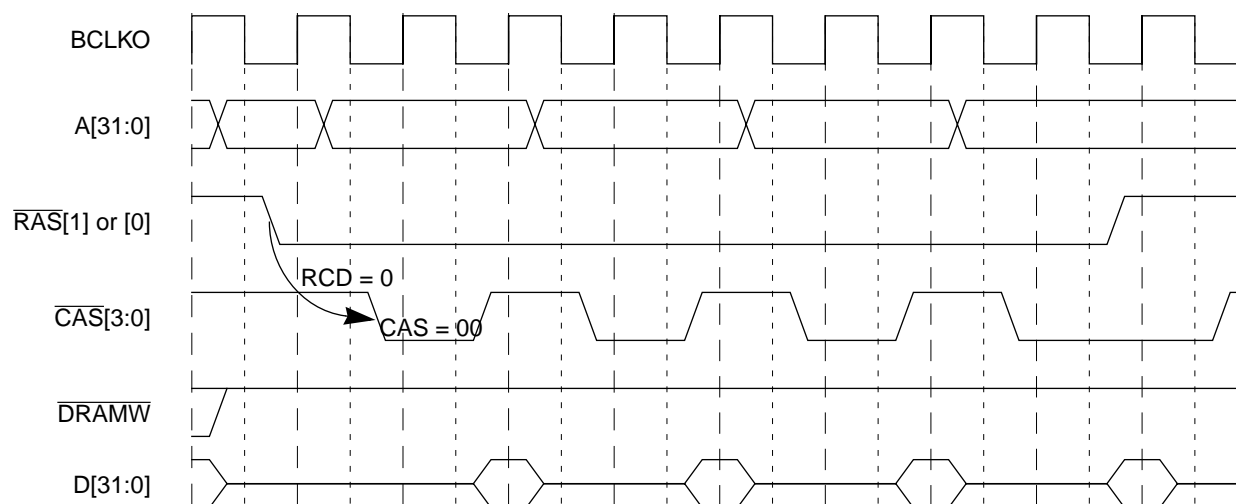 BCLKO
A[31:0]
RAS[1] or [0]
RCD = 0
CAS[3:0]
CAS = 00
DRAMW
D[31:0]